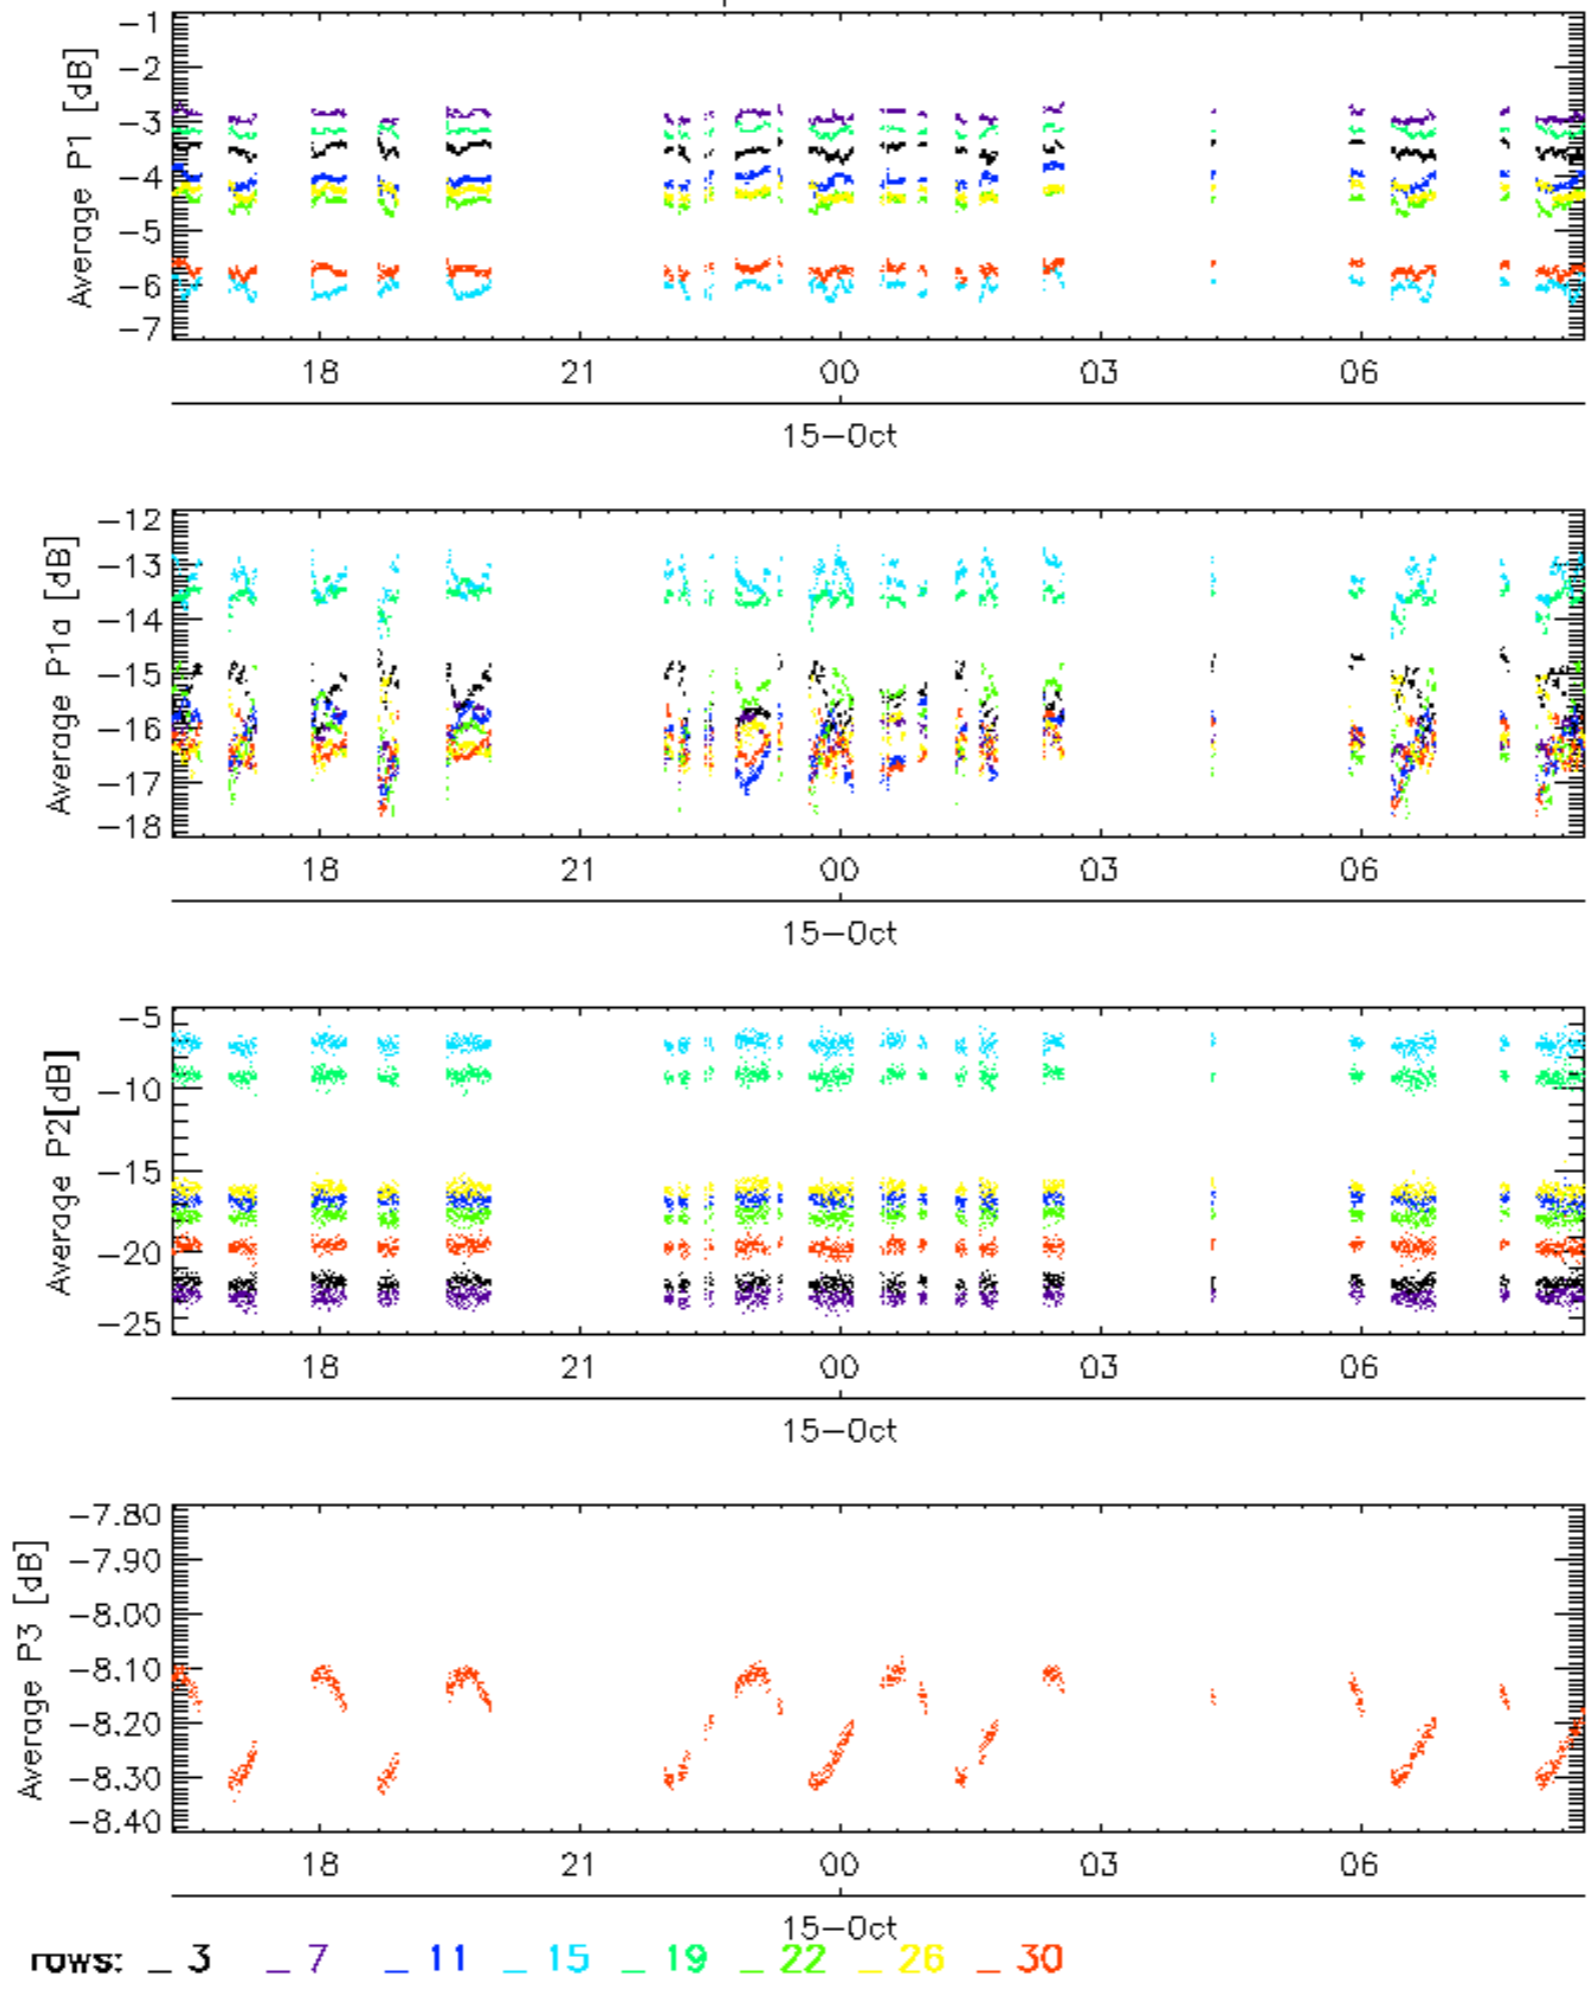 Average P1 [dB]
−1
−2
−3
−4
−5
−6
−7
18 21 00 03 06
15−Oct
Average P1a [dB]
−12
−13
−14
−15
−16
−17
−18
18 21 00 03 06
15−Oct
Average P2[dB]
−5
−10
−15
−20
−25
18 21 00 03 06
15−Oct
Average P3 [dB]
−7.80
−7.90
−8.00
−8.10
−8.20
−8.30
−8.40
18 21 00 03 06
15−Oct
rows: _ 3 _ 7 _ 11 _ 15 _ 19 _ 22 _ 26 _ 30